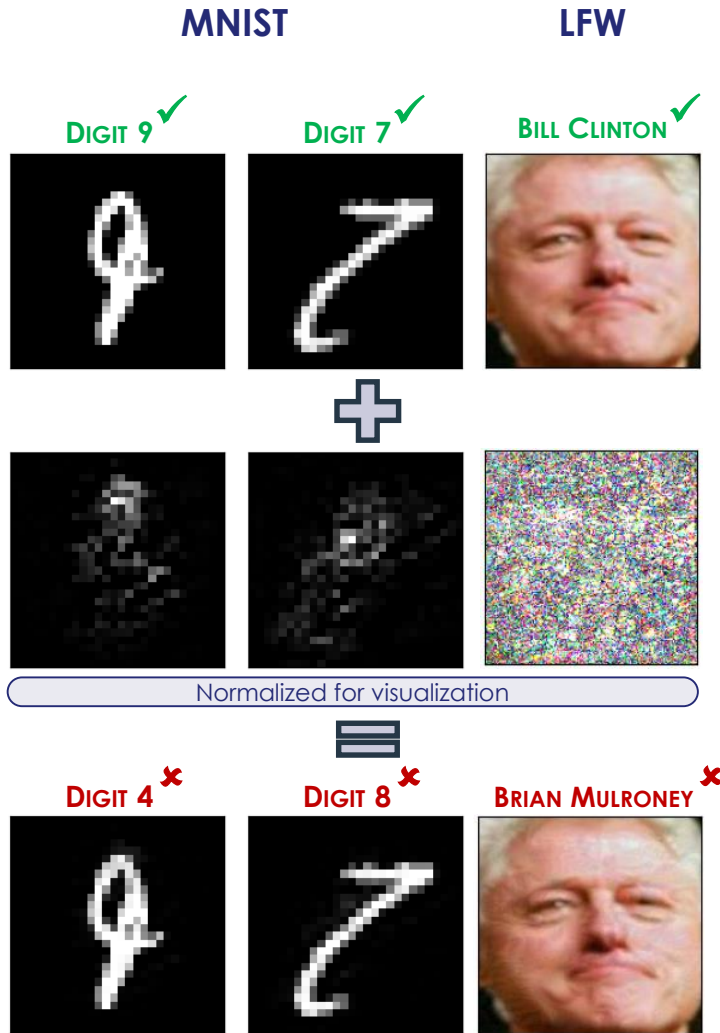 MNIST LFW
DIGIT 9 ✓ DIGIT 7 ✓ BILL CLINTON ✓
Normalized for visualization
DIGIT 4 ✘ DIGIT 8 ✘ BRIAN MULRONEY ✘